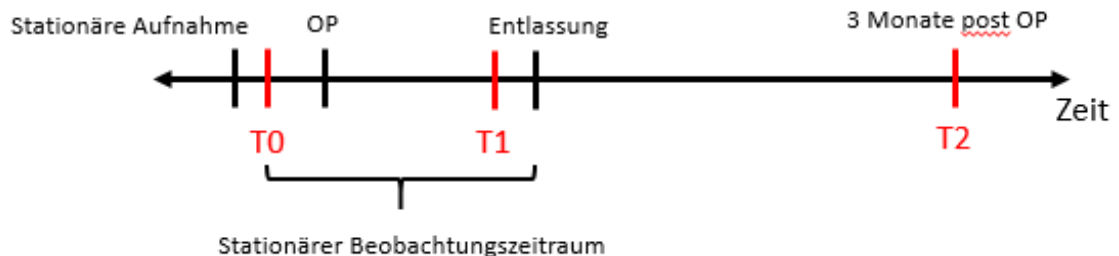 Stationäre Aufnahme
OP
Entlassung
3 Monate post OP
Zeit
T0
T1
T2
Stationärer Beobachtungszeitraum